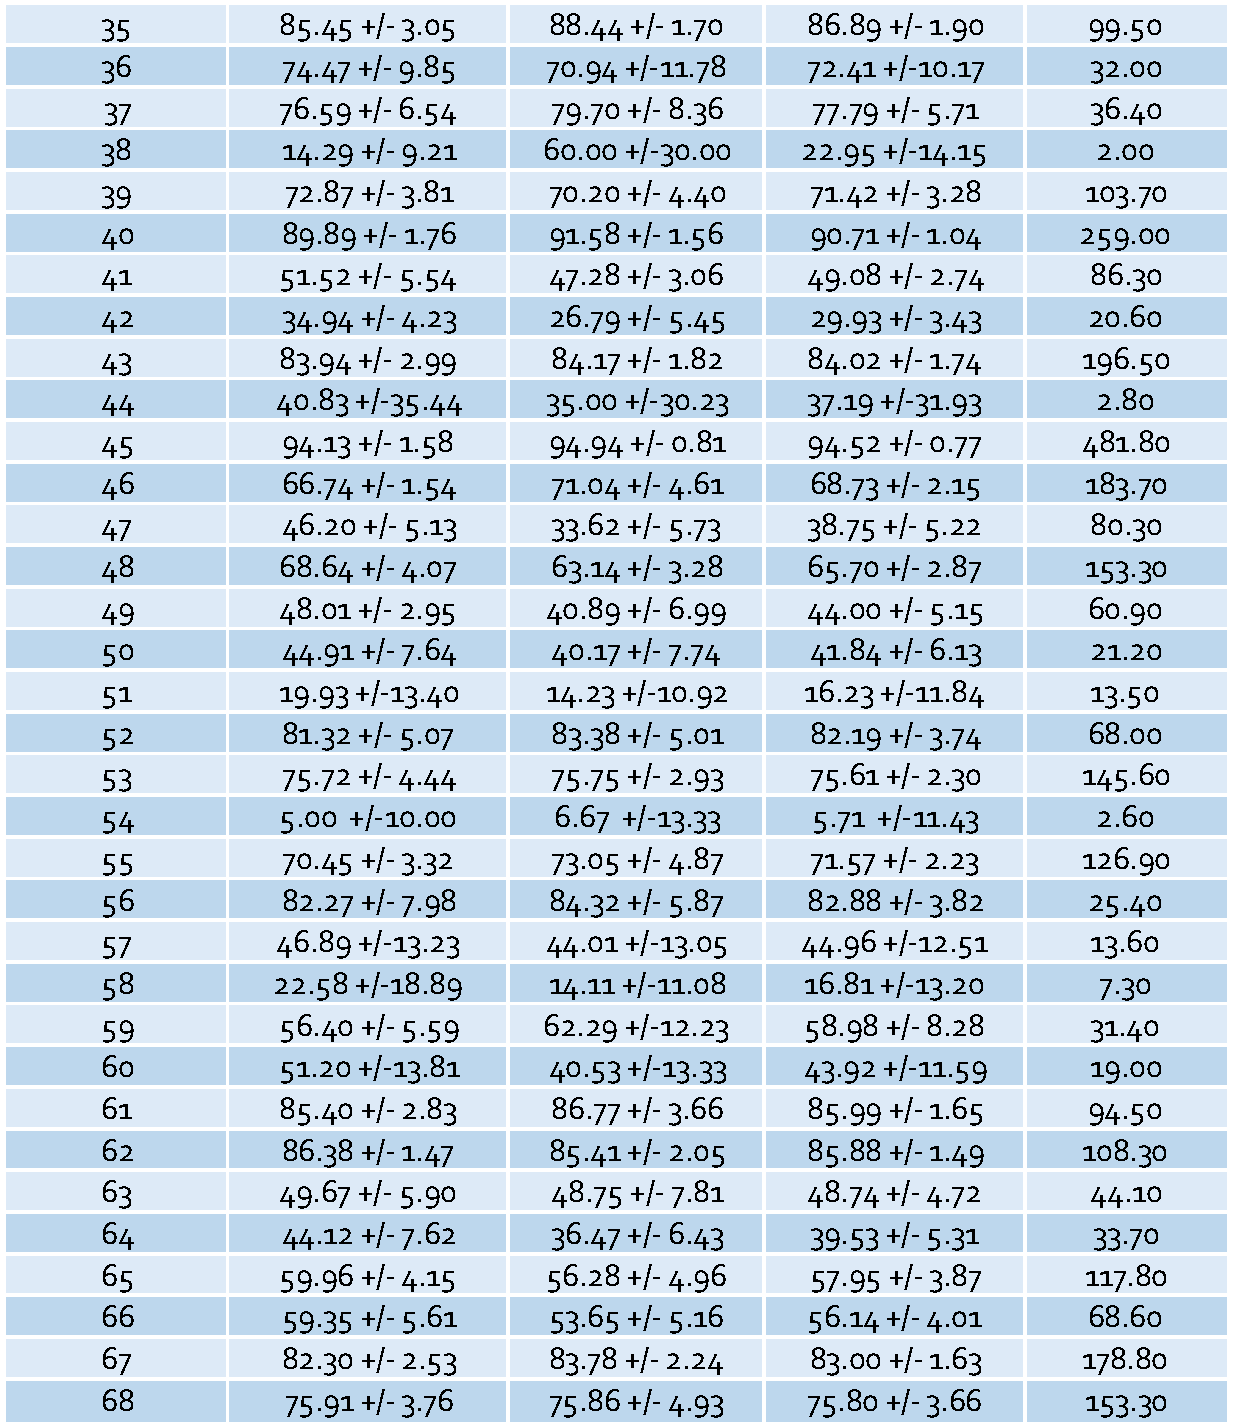 35 85.45 +/- 3.05 88.44 +/- 1.70 86.89 +/- 1.90 99.50
36 74.47 +/- 9.85 70.94 +/-11.78 72.41 +/-10.17 32.00
37 76.59 +/- 6.54 79.70 +/- 8.36 77.79 +/- 5.71 36.40
38 14.29 +/- 9.21 60.00 +/-30.00 22.95 +/-14.15 2.00
39 72.87 +/- 3.81 70.20 +/- 4.40 71.42 +/- 3.28 103.70
40 89.89 +/- 1.76 91.58 +/- 1.56 90.71 +/- 1.04 259.00
41 51.52 +/- 5.54 47.28 +/- 3.06 49.08 +/- 2.74 86.30
42 34.94 +/- 4.23 26.79 +/- 5.45 29.93 +/- 3.43 20.60
43 83.94 +/- 2.99 84.17 +/- 1.82 84.02 +/- 1.74 196.50
44 40.83 +/-35.44 35.00 +/-30.23 37.19 +/-31.93 2.80
45 94.13 +/- 1.58 94.94 +/- 0.81 94.52 +/- 0.77 481.80
46 66.74 +/- 1.54 71.04 +/- 4.61 68.73 +/- 2.15 183.70
47 46.20 +/- 5.13 33.62 +/- 5.73 38.75 +/- 5.22 80.30
48 68.64 +/- 4.07 63.14 +/- 3.28 65.70 +/- 2.87 153.30
49 48.01 +/- 2.95 40.89 +/- 6.99 44.00 +/- 5.15 60.90
50 44.91 +/- 7.64 40.17 +/- 7.74 41.84 +/- 6.13 21.20
51 19.93 +/-13.40 14.23 +/-10.92 16.23 +/-11.84 13.50
52 81.32 +/- 5.07 83.38 +/- 5.01 82.19 +/- 3.74 68.00
53 75.72 +/- 4.44 75.75 +/- 2.93 75.61 +/- 2.30 145.60
54 5.00 +/-10.00 6.67 +/-13.33 5.71 +/-11.43 2.60
55 70.45 +/- 3.32 73.05 +/- 4.87 71.57 +/- 2.23 126.90
56 82.27 +/- 7.98 84.32 +/- 5.87 82.88 +/- 3.82 25.40
57 46.89 +/-13.23 44.01 +/-13.05 44.96 +/-12.51 13.60
58 22.58 +/-18.89 14.11 +/-11.08 16.81 +/-13.20 7.30
59 56.40 +/- 5.59 62.29 +/-12.23 58.98 +/- 8.28 31.40
60 51.20 +/-13.81 40.53 +/-13.33 43.92 +/-11.59 19.00
61 85.40 +/- 2.83 86.77 +/- 3.66 85.99 +/- 1.65 94.50
62 86.38 +/- 1.47 85.41 +/- 2.05 85.88 +/- 1.49 108.30
63 49.67 +/- 5.90 48.75 +/- 7.81 48.74 +/- 4.72 44.10
64 44.12 +/- 7.62 36.47 +/- 6.43 39.53 +/- 5.31 33.70
65 59.96 +/- 4.15 56.28 +/- 4.96 57.95 +/- 3.87 117.80
66 59.35 +/- 5.61 53.65 +/- 5.16 56.14 +/- 4.01 68.60
67 82.30 +/- 2.53 83.78 +/- 2.24 83.00 +/- 1.63 178.80
68 75.91 +/- 3.76 75.86 +/- 4.93 75.80 +/- 3.66 153.30